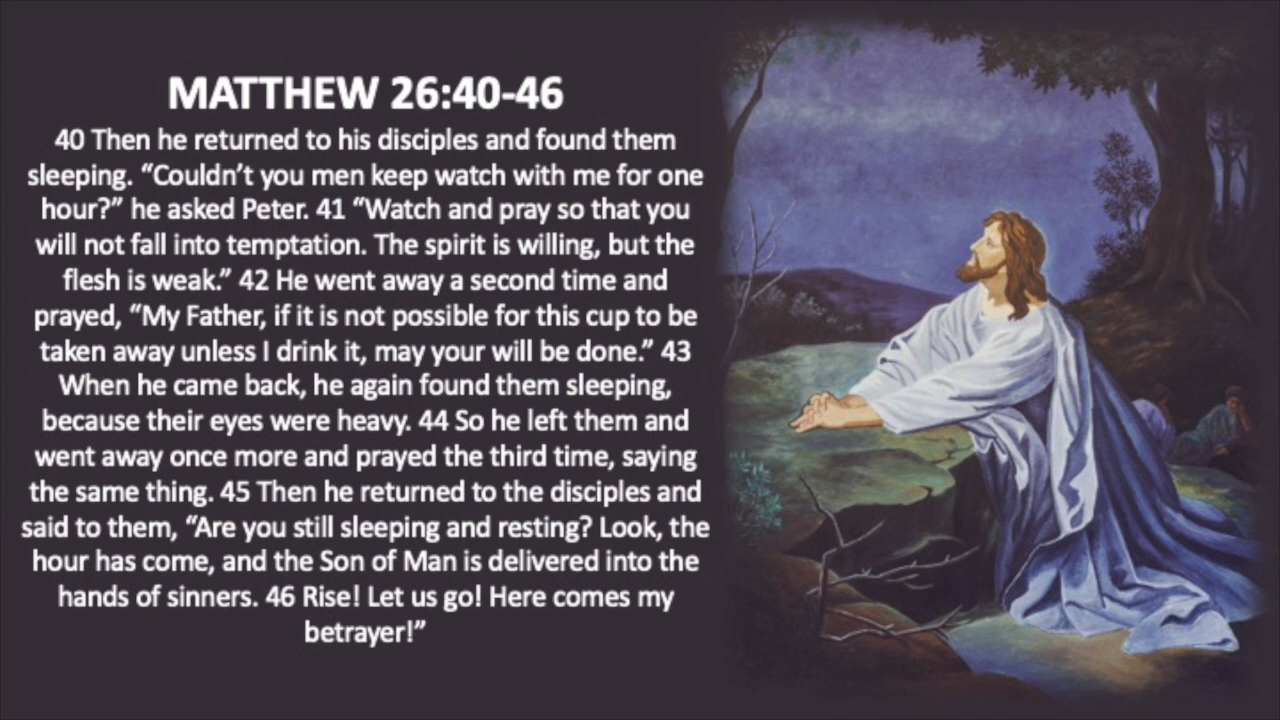 MATTHEW 26:40-46
40 Then he returned to his disciples and found them
sleeping. “Couldn’t you men keep watch with me for one
hour?” he asked Peter. 41 “Watch and pray so that you
will not fall into temptation. The spirit is willing, but the
flesh is weak.” 42 He went away a second time and
prayed, “My Father, if it is not possible for this cup to be
taken away unless I drink it, may your will be done.” 43
When he came back, he again found them sleeping,
because their eyes were heavy. 44 So he left them and
went away once more and prayed the third time, saying
the same thing. 45 Then he returned to the disciples and
said to them, “Are you still sleeping and resting? Look, the
hour has come, and the Son of Man is delivered into the
hands of sinners. 46 Rise! Let us go! Here comes my
betrayer!”